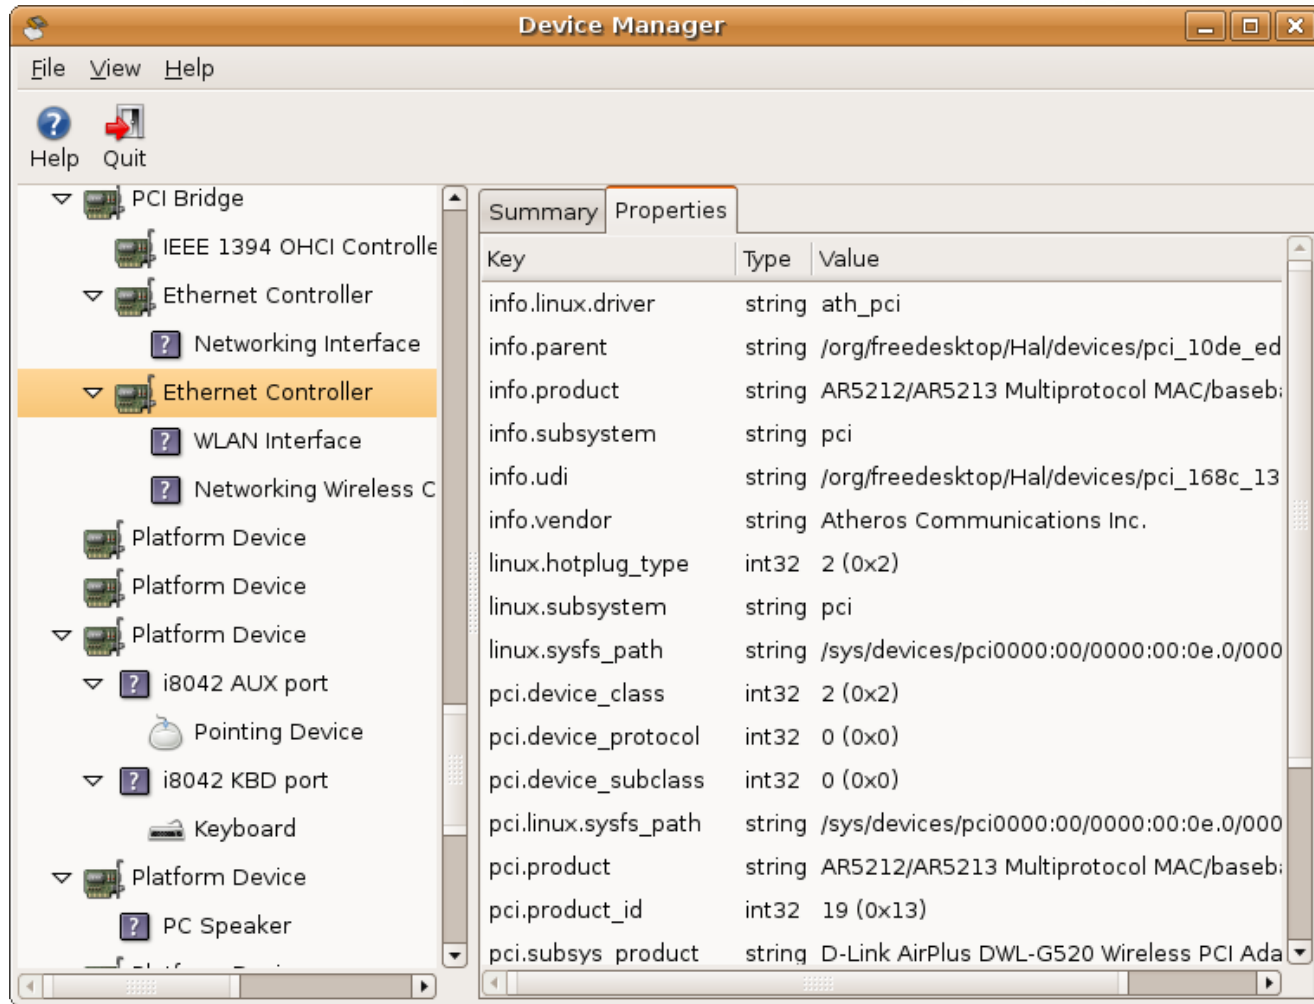 Device Manager
File View Help
Help Quit
PCI Bridge
IEEE 1394 OHCI Controlle
Ethernet Controller
Networking Interface
Ethernet Controller
WLAN Interface
Networking Wireless C
Platform Device
Platform Device
Platform Device
i8042 AUX port
Pointing Device
i8042 KBD port
Keyboard
Platform Device
PC Speaker
Summary Properties
Key Type Value
info.linux.driver string ath_pci
info.parent string /org/freedesktop/Hal/devices/pci_10de_ed
info.product string AR5212/AR5213 Multiprotocol MAC/baseba
info.subsystem string pci
info.udi string /org/freedesktop/Hal/devices/pci_168c_13
info.vendor string Atheros Communications Inc.
linux.hotplug_type int32 2 (0x2)
linux.subsystem string pci
linux.sysfs_path string /sys/devices/pci0000:00/0000:00:0e.0/000
pci.device_class int32 2 (0x2)
pci.device_protocol int32 0 (0x0)
pci.device_subclass int32 0 (0x0)
pci.linux.sysfs_path string /sys/devices/pci0000:00/0000:00:0e.0/000
pci.product string AR5212/AR5213 Multiprotocol MAC/baseba
pci.product_id int32 19 (0x13)
pci.subsys_product string D-Link AirPlus DWL-G520 Wireless PCI Ada